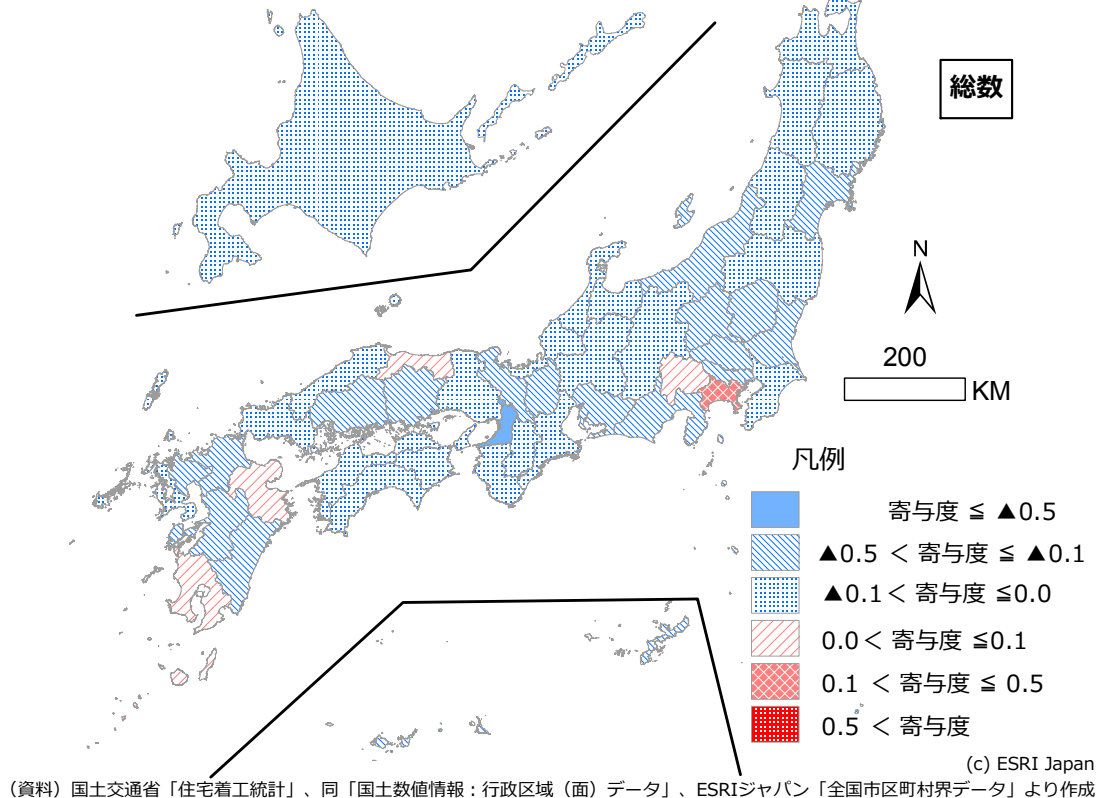 総数
N
200
KM
凡例
寄与度 ≦ ▲0.5
▲0.5 < 寄与度 ≦ ▲0.1
▲0.1< 寄与度 ≦0.0
0.0< 寄与度 ≦0.1
0.1 < 寄与度 ≦ 0.5
0.5 < 寄与度
(c) ESRI Japan
（資料）国土交通省「住宅着工統計」、同「国土数値情報：行政区域（面）データ」、ESRIジャパン「全国市区町村界データ」より作成